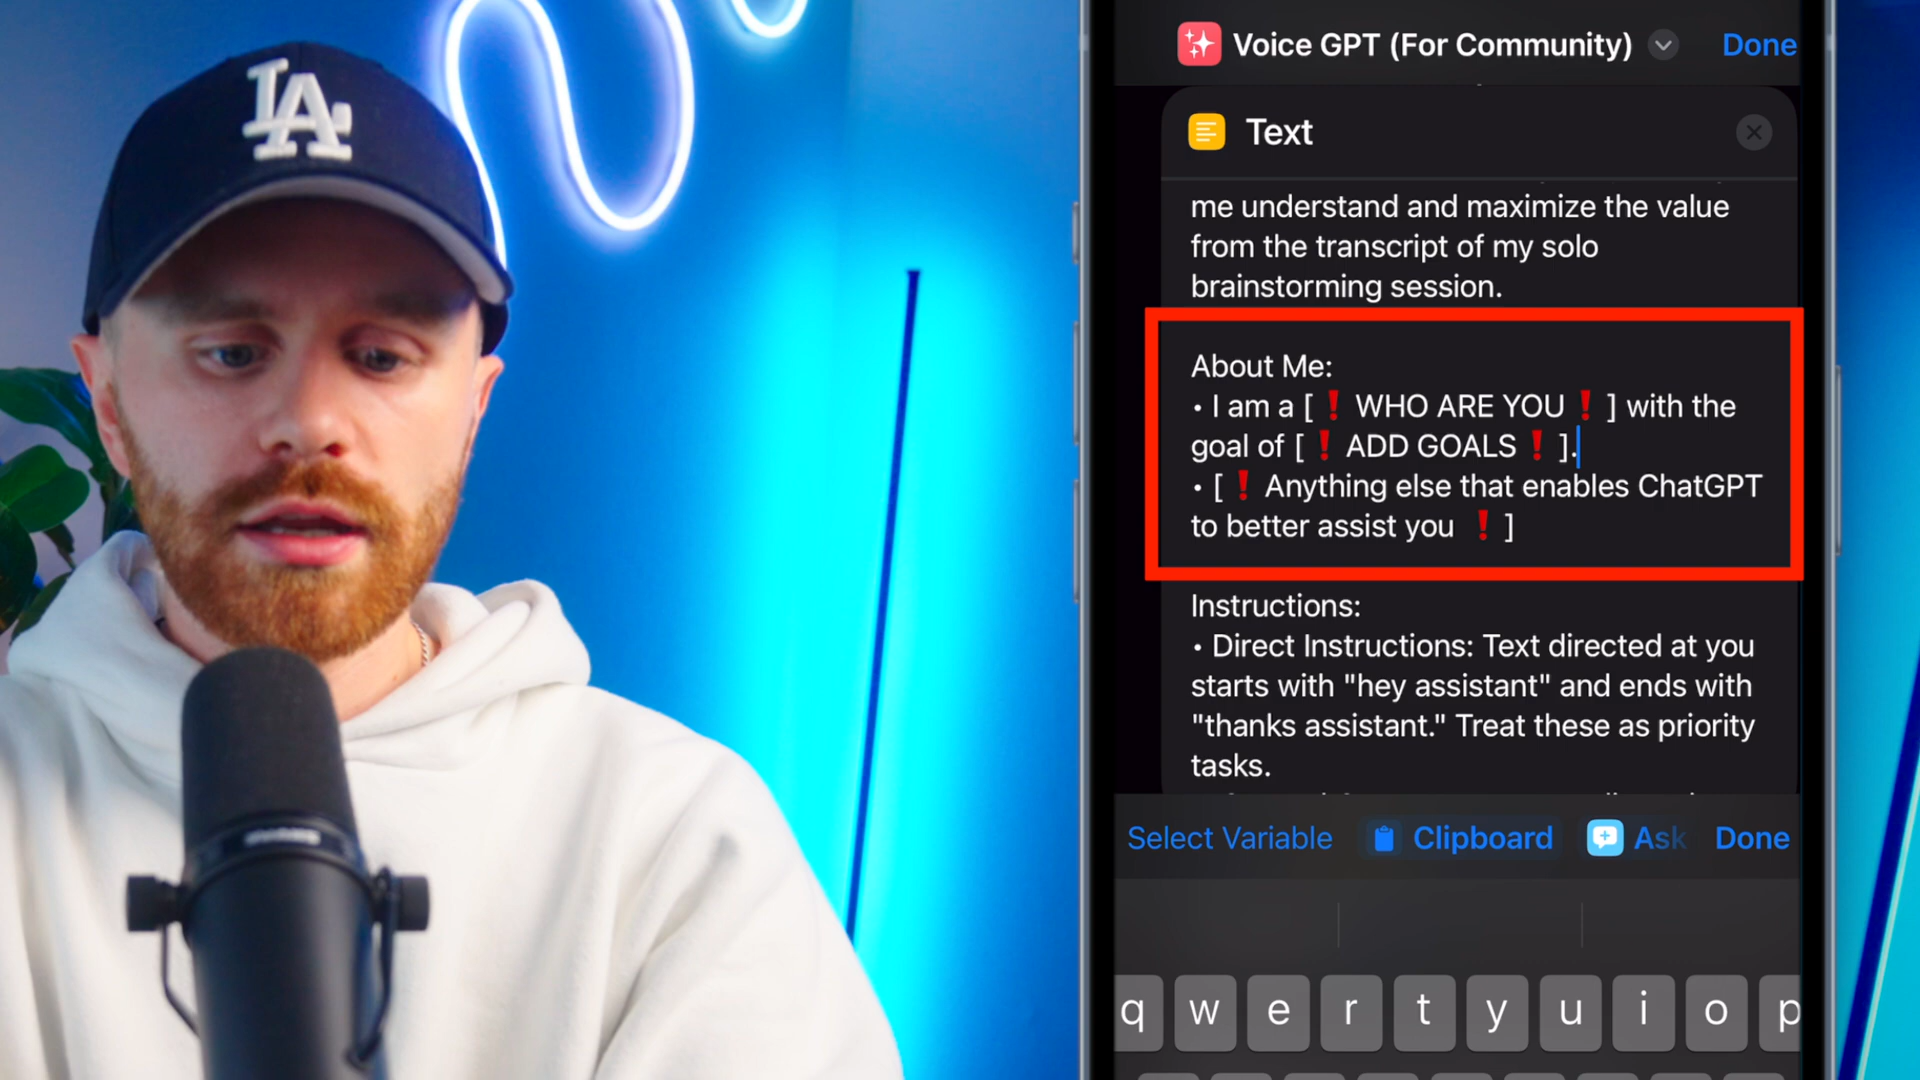 LA
Voice GPT (For Community)
Done
Text
me understand and maximize the value
from the transcript of my solo
brainstorming session.
About Me:
• I am a [❗ WHO ARE YOU❗] with the
goal of [❗ ADD GOALS❗].
• [❗ Anything else that enables ChatGPT
to better assist you ❗]
Instructions:
• Direct Instructions: Text directed at you
starts with "hey assistant" and ends with
"thanks assistant." Treat these as priority
tasks.
Select Variable Clipboard Ask Done
q w e r t y u i o p